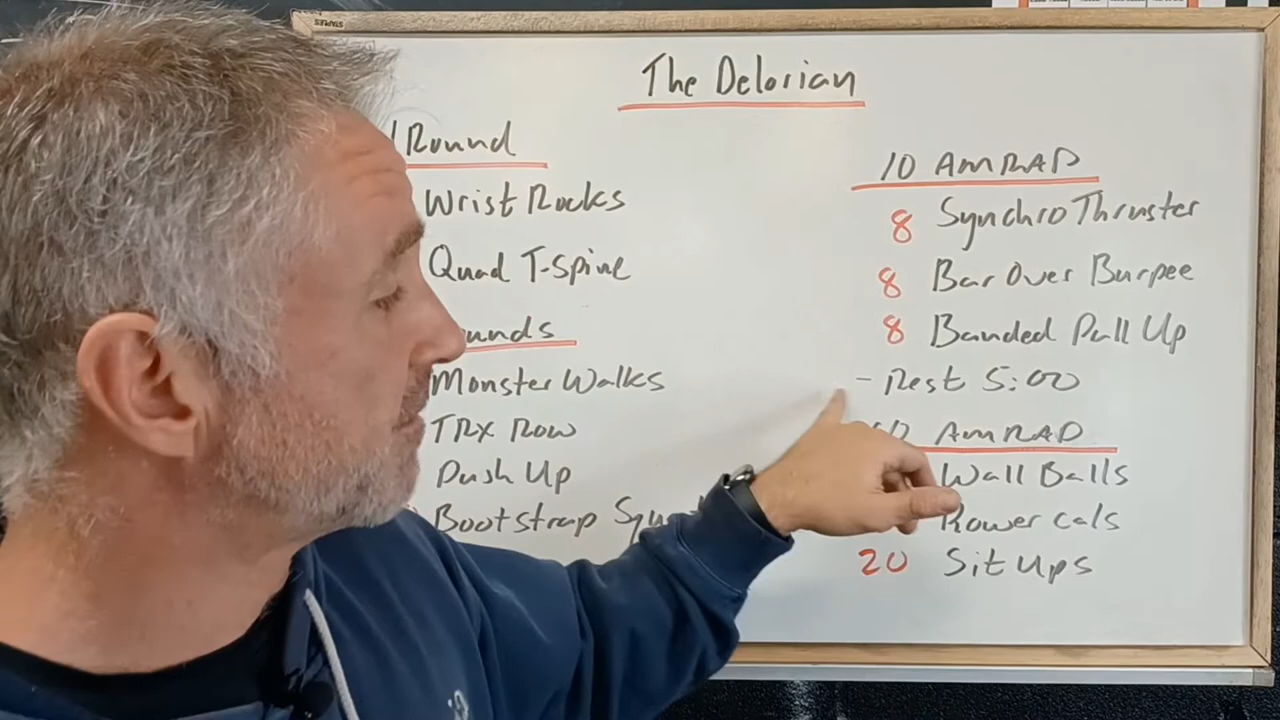 STAPLES
The Delorian
Round
Wrist Rocks
Quad T-Spine
unds
Monster Walks
TRX Row
Push Up
Bootstrap Squ
10 AMRAP
8 Synchro Thruster
8 Bar Over Burpee
8 Banded Pull Up
- Rest 5:00
10 AMRAP
Wall Balls
Rower Cals
20 Sit Ups